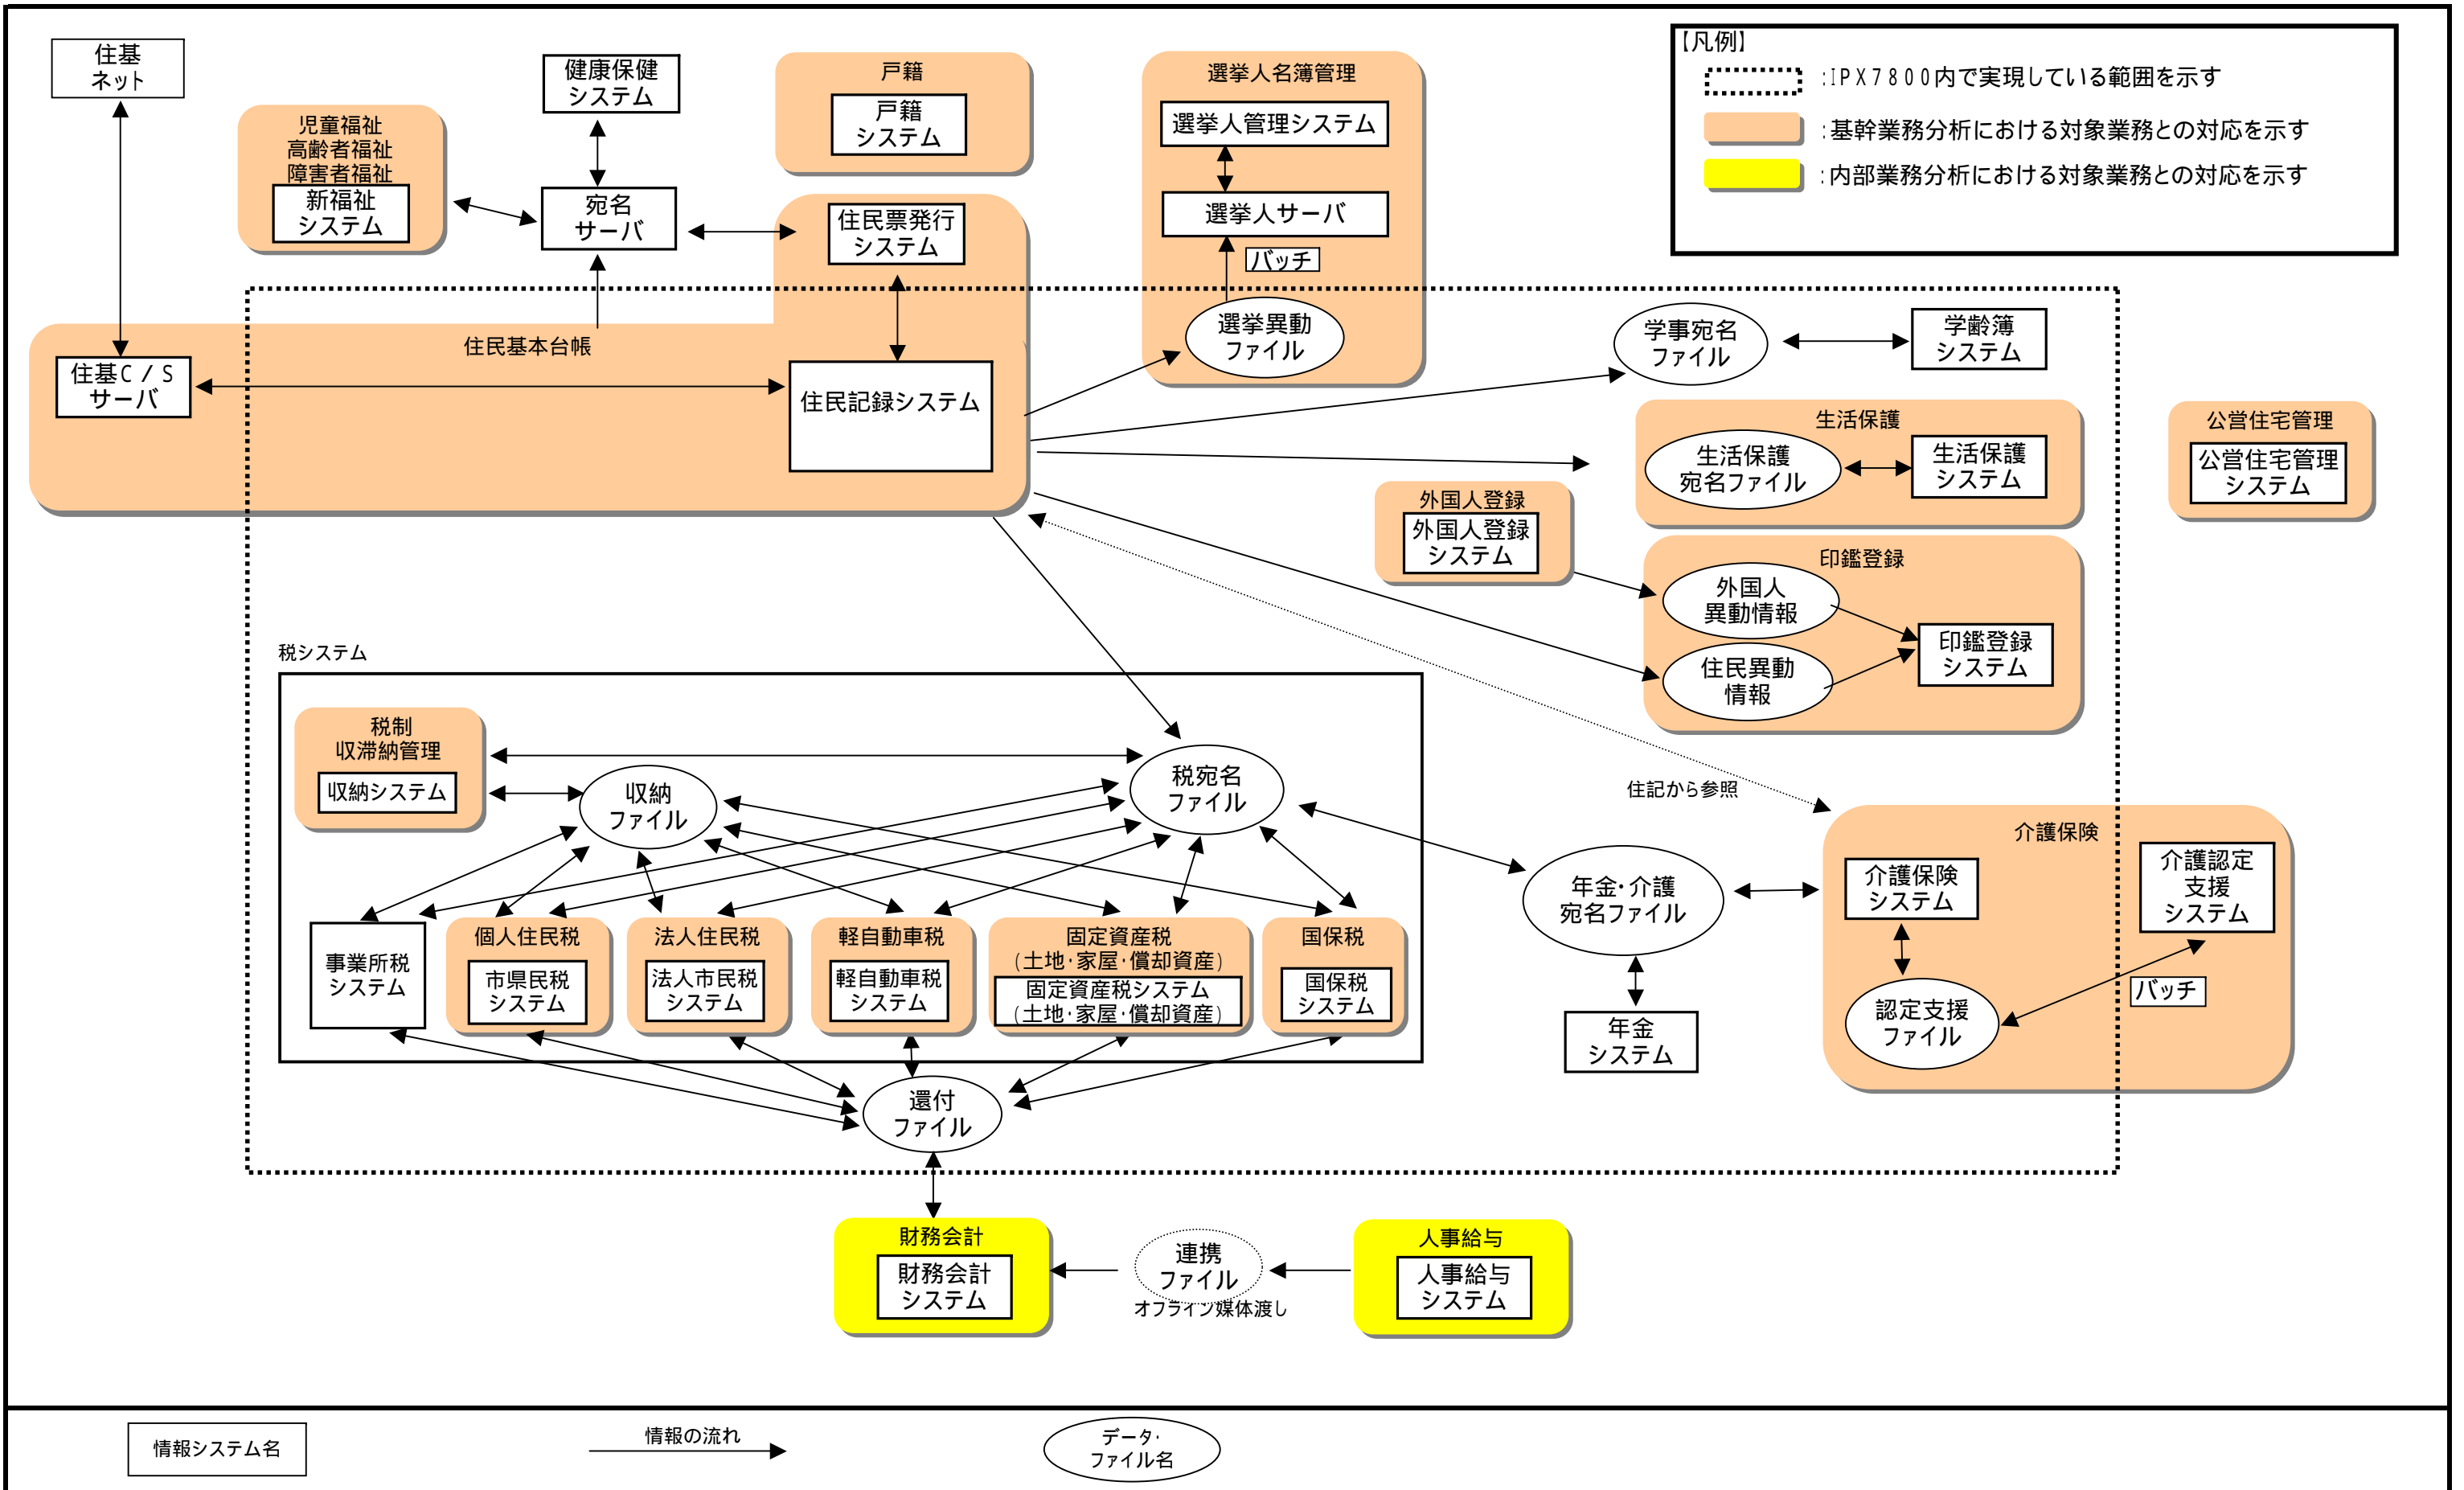 住基
ネット
健康保健
システム
戸籍
戸籍
システム
選挙人名簿管理
選挙人管理システム
選挙人サーバ
バッチ
選挙異動
ファイル
【凡例】
:IPX7800内で実現している範囲を示す
:基幹業務分析における対象業務との対応を示す
:内部業務分析における対象業務との対応を示す
児童福祉
高齢者福祉
障害者福祉
新福祉
システム
宛名
サーバ
住民票発行
システム
住民基本台帳
住基C/S
サーバ
住民記録システム
学事宛名
ファイル
学齢簿
システム
生活保護
生活保護
宛名ファイル
生活保護
システム
公営住宅管理
公営住宅管理
システム
外国人登録
外国人登録
システム
印鑑登録
外国人
異動情報
住民異動
情報
印鑑登録
システム
税システム
税制
収滞納管理
収納システム
収納
ファイル
税宛名
ファイル
住記から参照
介護保険
介護保険
システム
介護認定
支援
システム
年金・介護
宛名ファイル
認定支援
ファイル
バッチ
年金
システム
事業所税
システム
個人住民税
市県民税
システム
法人住民税
法人市民税
システム
軽自動車税
軽自動車税
システム
固定資産税
(土地・家屋・償却資産)
固定資産税システム
(土地・家屋・償却資産)
国保税
国保税
システム
還付
ファイル
財務会計
財務会計
システム
連携
ファイル
オフライン媒体渡し
人事給与
人事給与
システム
情報システム名
情報の流れ
データ・
ファイル名